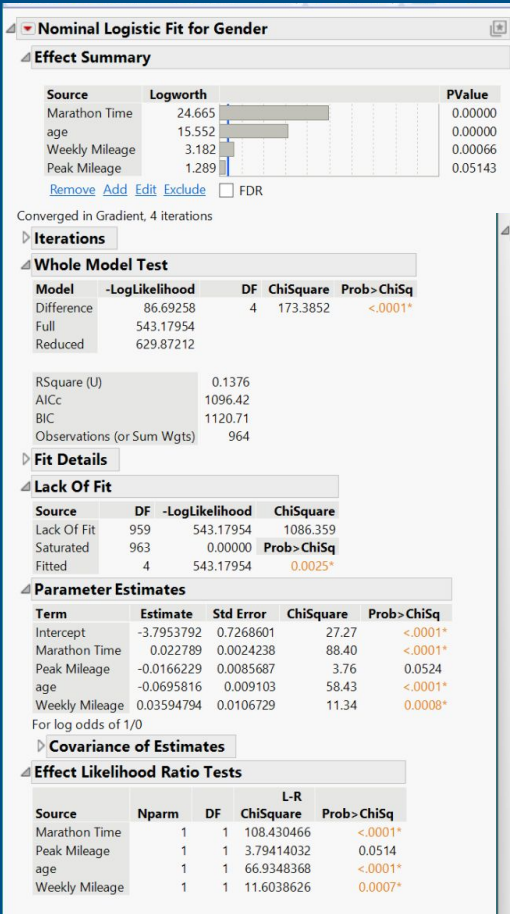 Nominal Logistic Fit for Gender
Effect Summary
Source Logworth PValue
Marathon Time 24.665 0.00000
age 15.552 0.00000
Weekly Mileage 3.182 0.00066
Peak Mileage 1.289 0.05143
Remove Add Edit Exclude FDR
Converged in Gradient, 4 iterations
Iterations
Whole Model Test
Model -LogLikelihood DF ChiSquare Prob>ChiSq
Difference 86.69258 4 173.3852 <.0001*
Full 543.17954
Reduced 629.87212
RSquare (U) 0.1376
AICc 1096.42
BIC 1120.71
Observations (or Sum Wgts) 964
Fit Details
Lack Of Fit
Source DF -LogLikelihood ChiSquare
Lack Of Fit 959 543.17954 1086.359
Saturated 963 0.00000 Prob>ChiSq
Fitted 4 543.17954 0.0025*
Parameter Estimates
Term Estimate Std Error ChiSquare Prob>ChiSq
Intercept -3.7953792 0.7268601 27.27 <.0001*
Marathon Time 0.022789 0.0024238 88.40 <.0001*
Peak Mileage -0.0166229 0.0085687 3.76 0.0524
age -0.0695816 0.009103 58.43 <.0001*
Weekly Mileage 0.03594794 0.0106729 11.34 0.0008*
For log odds of 1/0
Covariance of Estimates
Effect Likelihood Ratio Tests
L-R
Source Nparm DF ChiSquare Prob>ChiSq
Marathon Time 1 1 108.430466 <.0001*
Peak Mileage 1 1 3.79414032 0.0514
age 1 1 66.9348368 <.0001*
Weekly Mileage 1 1 11.6038626 0.0007*